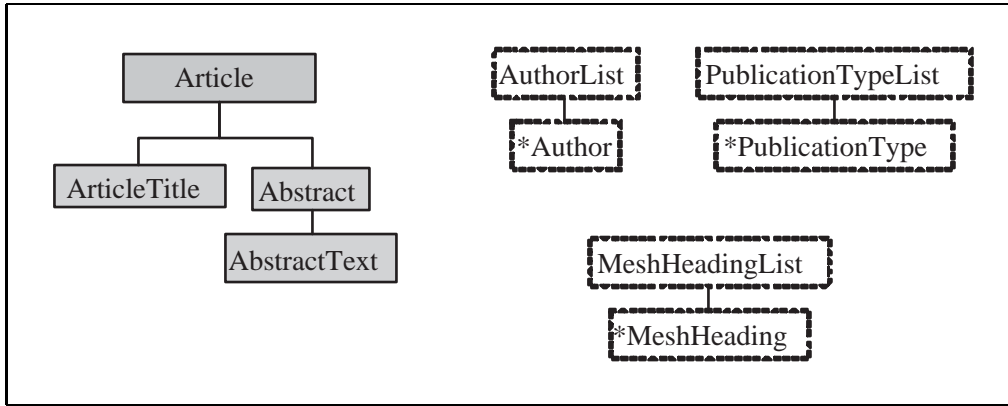 Article
ArticleTitle
Abstract
AbstractText
AuthorList
*Author
PublicationTypeList
*PublicationType
MeshHeadingList
*MeshHeading